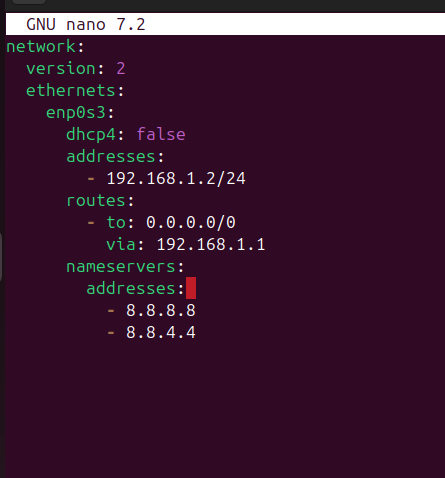 GNU nano 7.2
network:
  version: 2
  ethernets:
    enp0s3:
      dhcp4: false
      addresses:
        - 192.168.1.2/24
      routes:
        - to: 0.0.0.0/0
          via: 192.168.1.1
      nameservers:
        addresses:
          - 8.8.8.8
          - 8.8.4.4